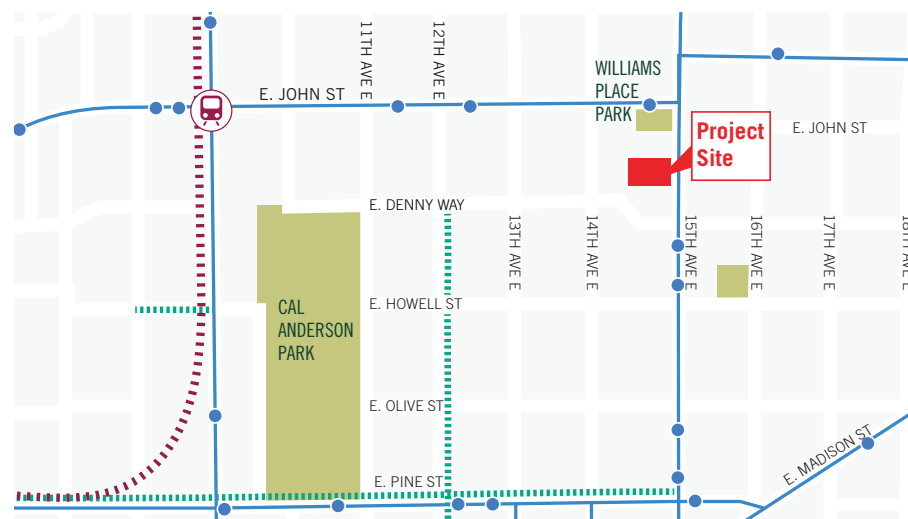 11TH AVE E
12TH AVE E
WILLIAMS
PLACE
PARK
E. JOHN ST
E. JOHN ST
Project
Site
E. DENNY WAY
13TH AVE E
14TH AVE E
15TH AVE E
16TH AVE E
17TH AVE E
E. HOWELL ST
CAL
ANDERSON
PARK
E. OLIVE ST
E. MADISON ST
E. PINE ST